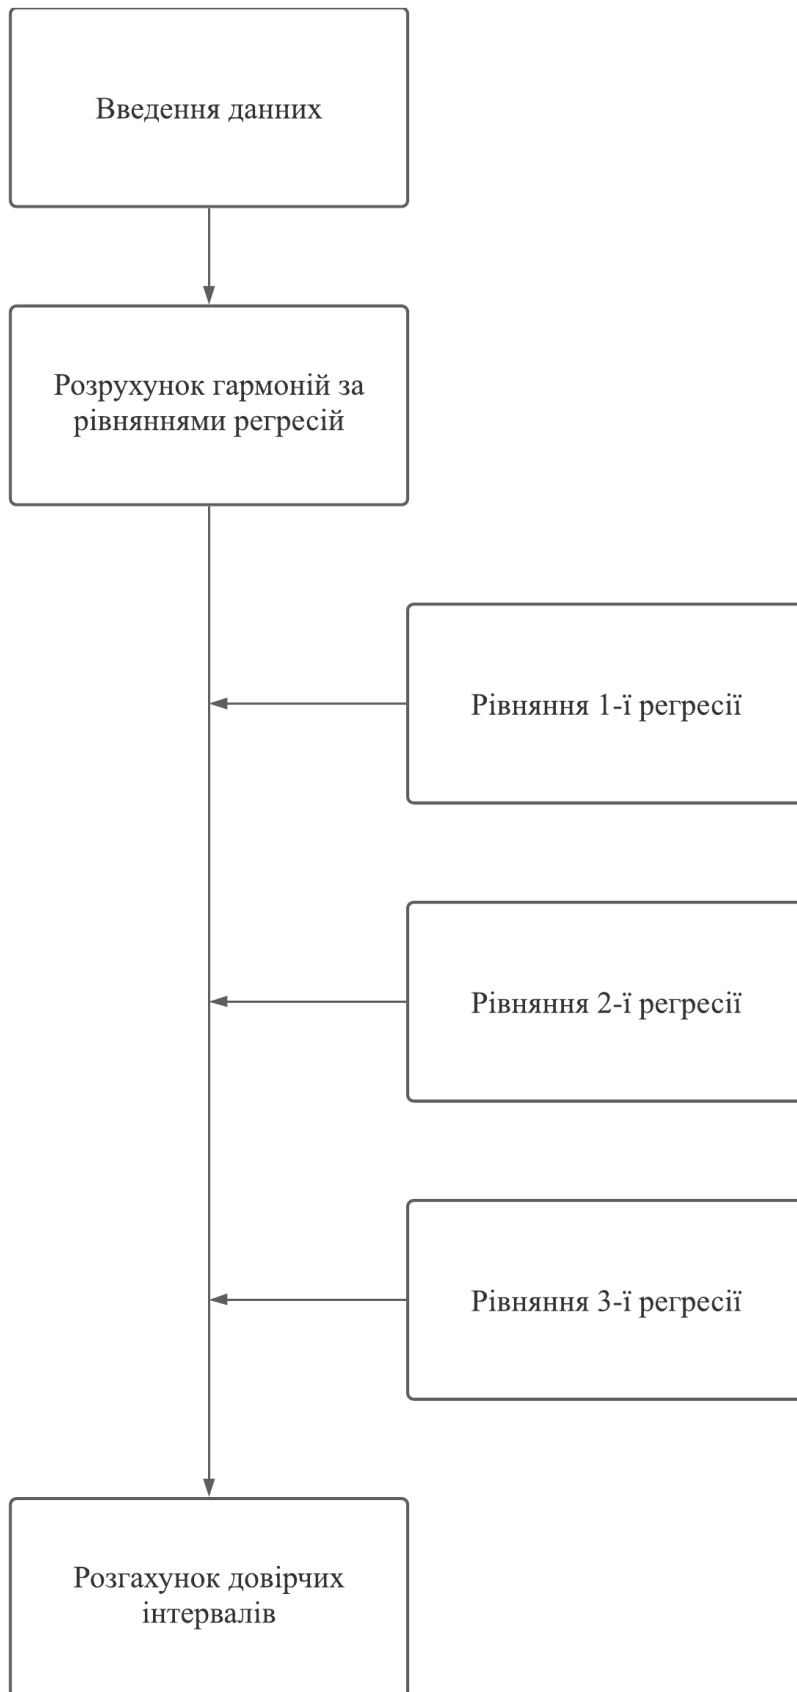 Введення данних
Розрухунок гармоній за
рівняннями регресій
Рівняння 1-ї регресії
Рівняння 2-ї регресії
Рівняння 3-ї регресії
Розгахунок довірчих
інтервалів